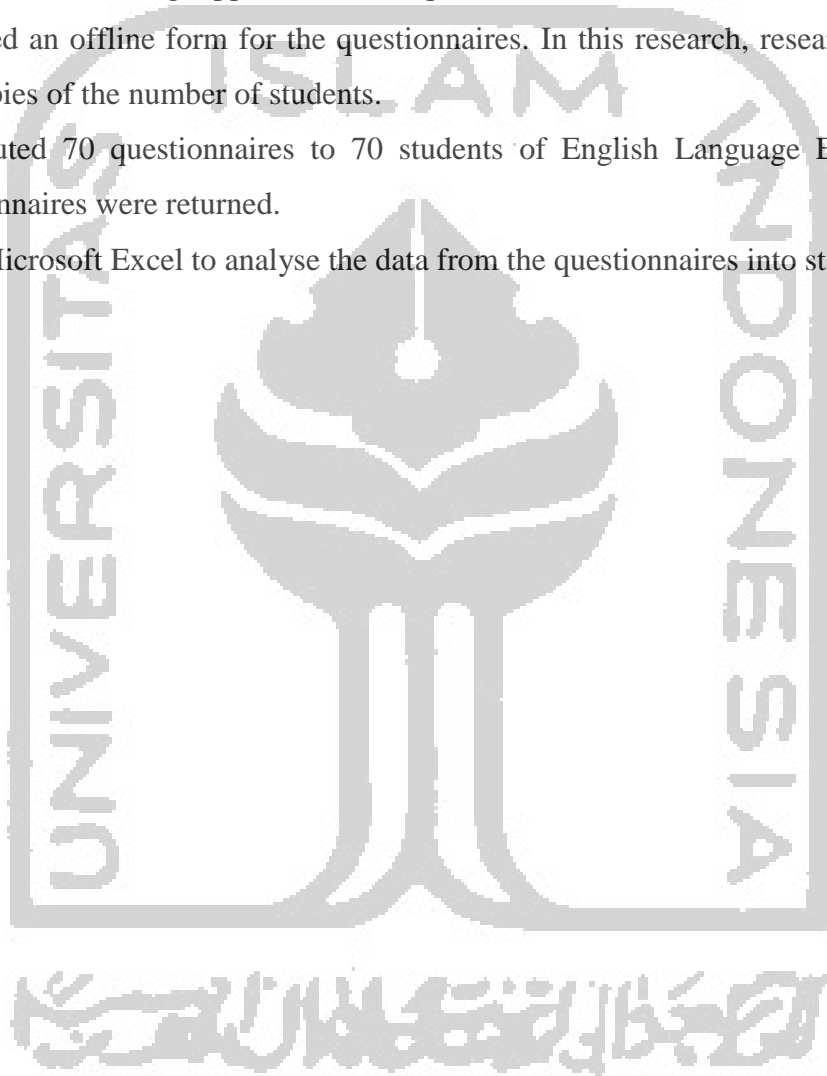 ed an offline form for the questionnaires. In this research, resear
pies of the number of students.
uted 70 questionnaires to 70 students of English Language E
nnaires were returned.
Microsoft Excel to analyse the data from the questionnaires into st
ISLAM
UNIVERSITAS
INDONESIA